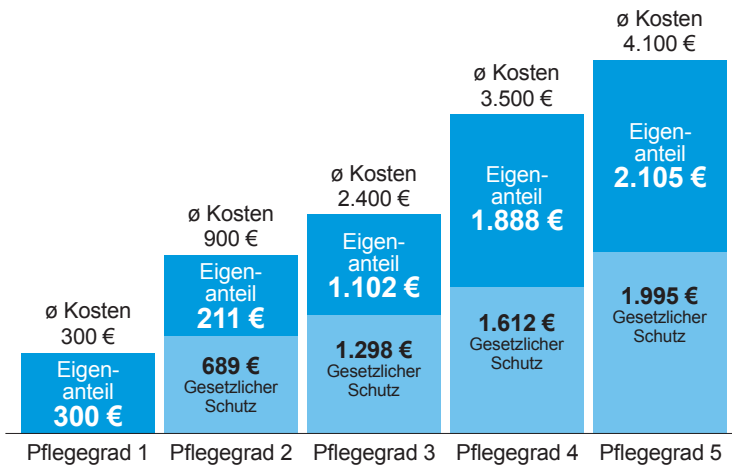 ø Kosten
300 €
Eigen-
anteil
300 €
Pflegegrad 1
ø Kosten
900 €
Eigen-
anteil
211 €
689 €
Gesetzlicher
Schutz
Pflegegrad 2
ø Kosten
2.400 €
Eigen-
anteil
1.102 €
1.298 €
Gesetzlicher
Schutz
Pflegegrad 3
ø Kosten
3.500 €
Eigen-
anteil
1.888 €
1.612 €
Gesetzlicher
Schutz
Pflegegrad 4
ø Kosten
4.100 €
Eigen-
anteil
2.105 €
1.995 €
Gesetzlicher
Schutz
Pflegegrad 5